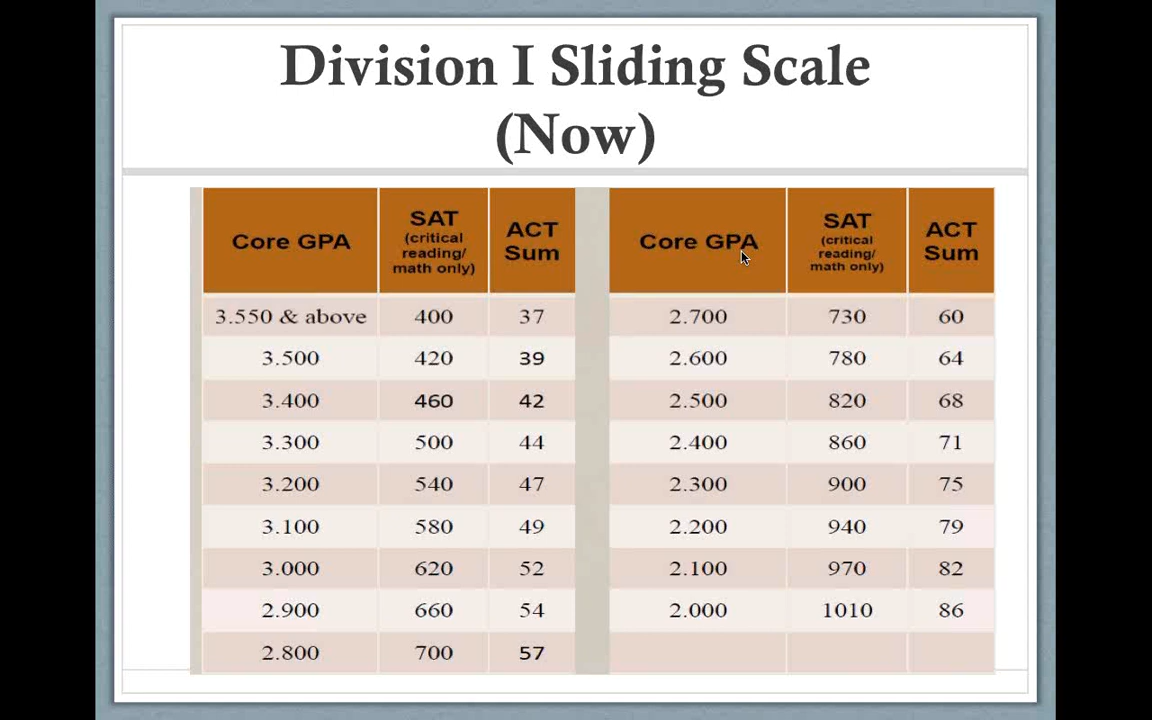 Division I Sliding Scale
(Now)
Core GPA SAT (critical reading/ math only) ACT Sum Core GPA SAT (critical reading/ math only) ACT Sum
3.550 & above 400 37 2.700 730 60
3.500 420 39 2.600 780 64
3.400 460 42 2.500 820 68
3.300 500 44 2.400 860 71
3.200 540 47 2.300 900 75
3.100 580 49 2.200 940 79
3.000 620 52 2.100 970 82
2.900 660 54 2.000 1010 86
2.800 700 57